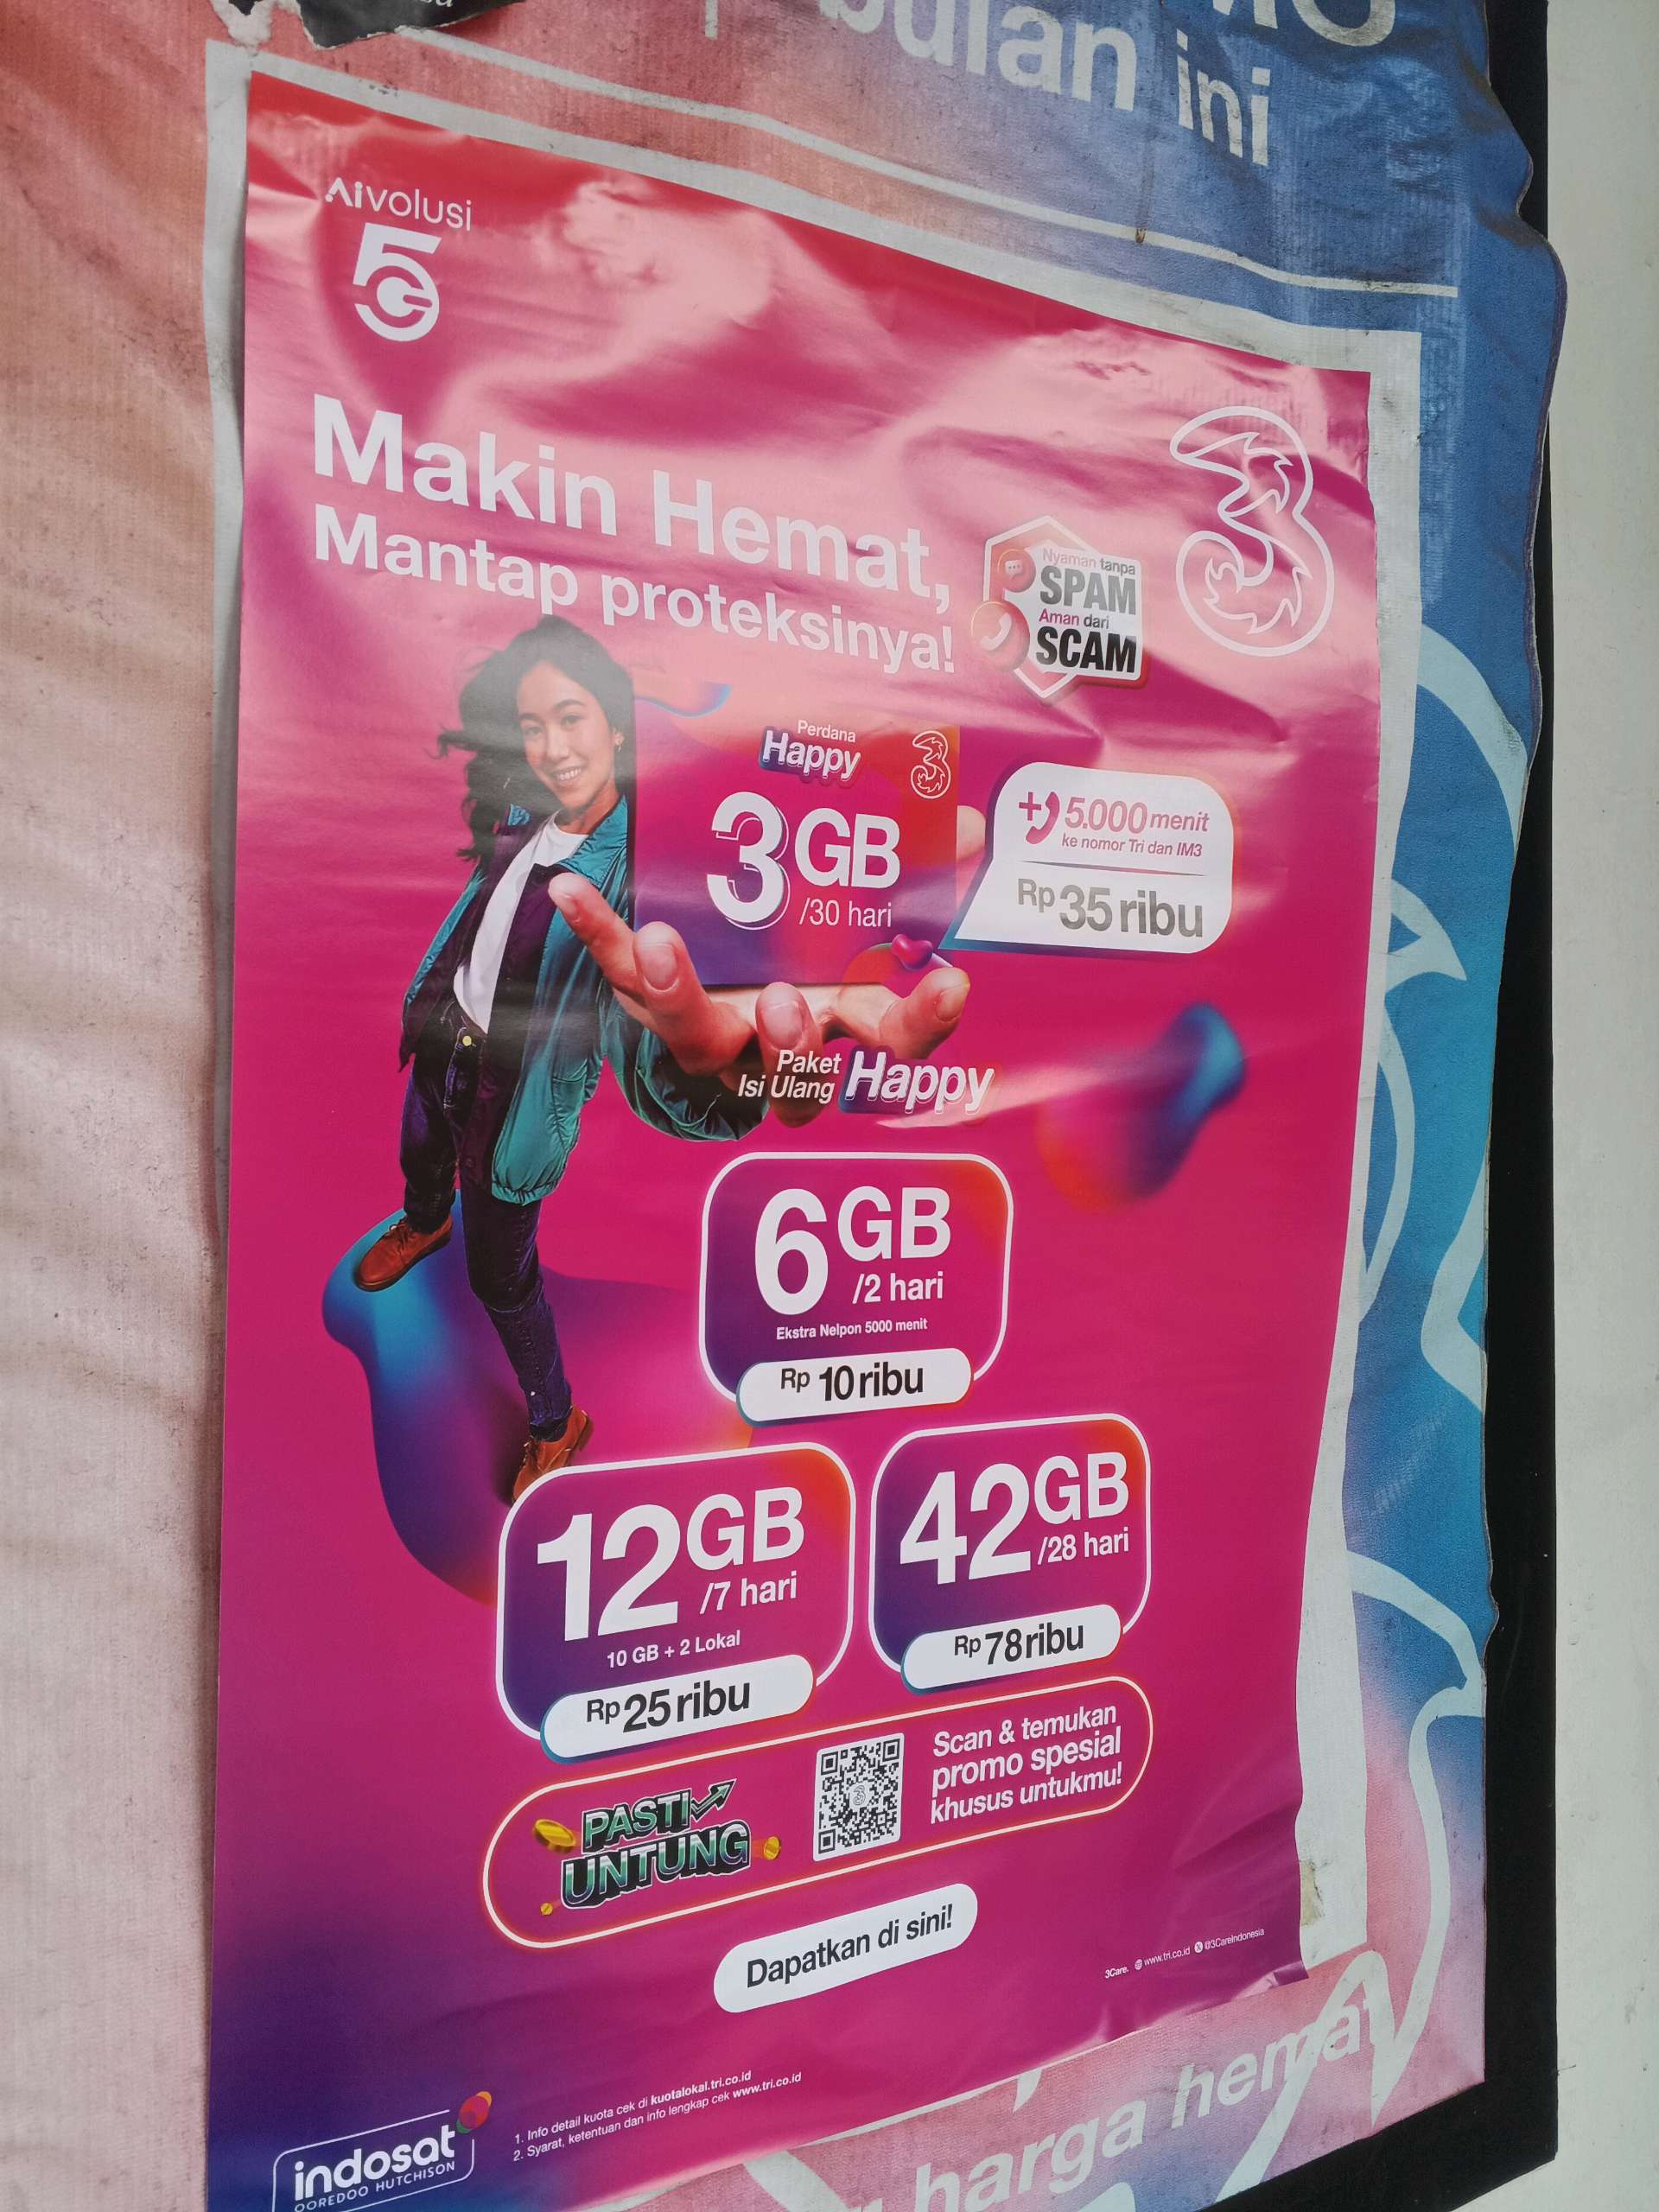 bulan ini
Aivolusi
5G
Makin Hemat,
Mantap proteksinya!
Nyaman tanpa
SPAM
Aman dari
SCAM
3
Perdana
Happy
3
3GB
/30 hari
+ 5.000 menit
ke nomor Tri dan IM3
Rp 35 ribu
Paket
Isi Ulang Happy
6GB
/2 hari
Ekstra Nelpon 5000 menit
Rp 10 ribu
12GB
/7 hari
10 GB + 2 Lokal
Rp 25 ribu
42GB
/28 hari
Rp 78 ribu
PASTI
UNTUNG
Scan & temukan
promo spesial
khusus untukmu!
Dapatkan di sini!
3Care. www.tri.co.id @3CareIndonesia
1. Info detail kuota cek di kuotalokal.tri.co.id
2. Syarat, ketentuan dan info lengkap cek www.tri.co.id
indosat
OOREDOO HUTCHISON
harga hemat